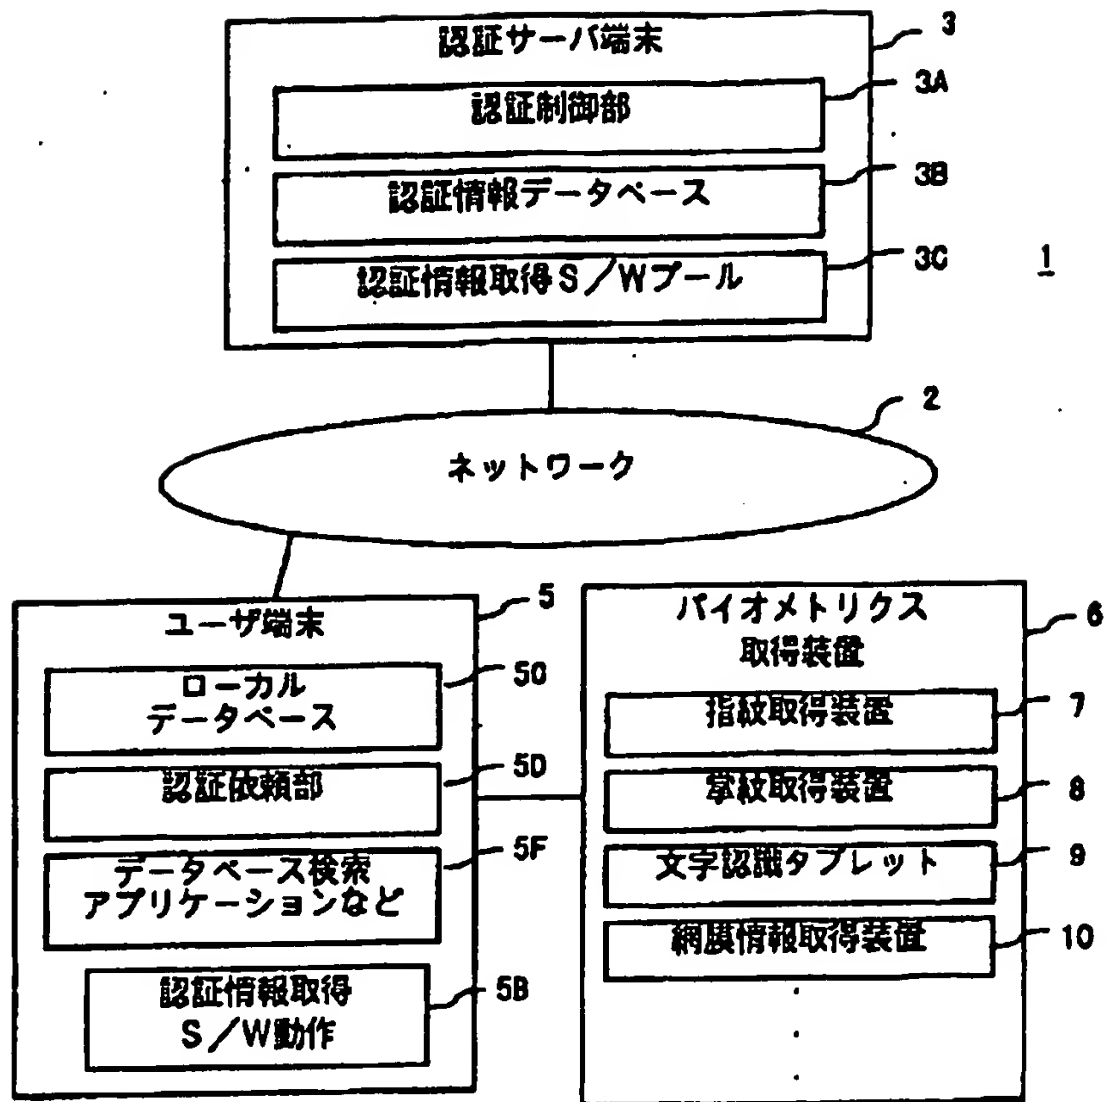 認証サーバ端末
3
認証制御部
3A
認証情報データベース
3B
認証情報取得S/Wプール
3C
1
ネットワーク
2
ユーザ端末
5
ローカル
データベース
5G
認証依頼部
5D
データベース検索
アプリケーションなど
5F
認証情報取得
S/W動作
5B
バイオメトリクス
取得装置
6
指紋取得装置
7
掌紋取得装置
8
文字認識タブレット
9
網膜情報取得装置
10